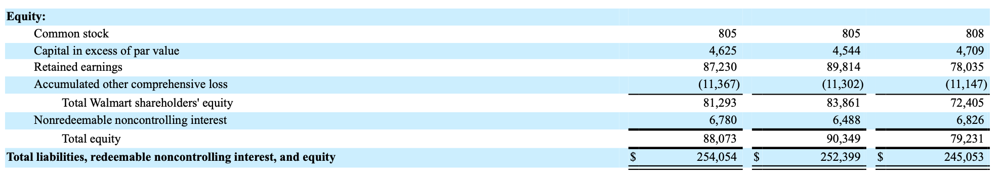 Equity:
Common stock 805 805 808
Capital in excess of par value 4,625 4,544 4,709
Retained earnings 87,230 89,814 78,035
Accumulated other comprehensive loss (11,367) (11,302) (11,147)
Total Walmart shareholders' equity 81,293 83,861 72,405
Nonredeemable noncontrolling interest 6,780 6,488 6,826
Total equity 88,073 90,349 79,231
Total liabilities, redeemable noncontrolling interest, and equity $ 254,054 $ 252,399 $ 245,053